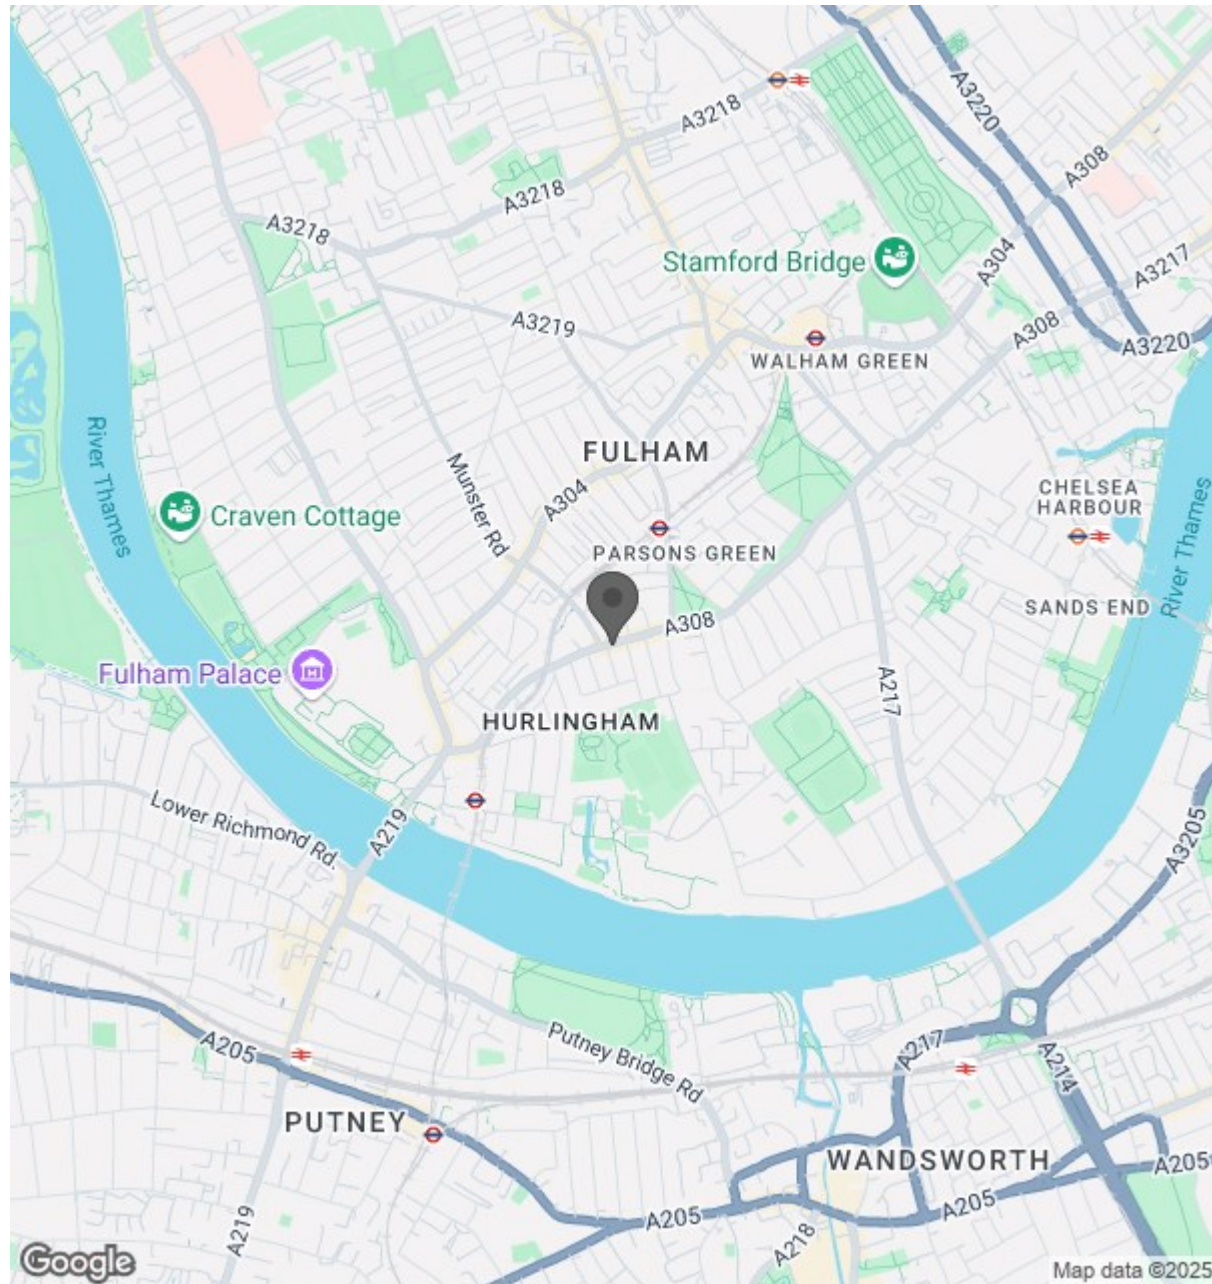 A3218
A3220
A308
A3218
A3218
Stamford Bridge
A304
A3217
A3219
A308
A3220
WALHAM GREEN
FULHAM
River Thames
Munster Rd
A304
CHELSEA
HARBOUR
Craven Cottage
PARSONS GREEN
River Thames
SANDS END
A308
Fulham Palace
A217
HURLINGHAM
Lower Richmond Rd.
A219
A3205
Putney Bridge Rd
A205
A217
A214
PUTNEY
WANDSWORTH
A205
A205
A205
A219
A218
Google
Map data ©2025